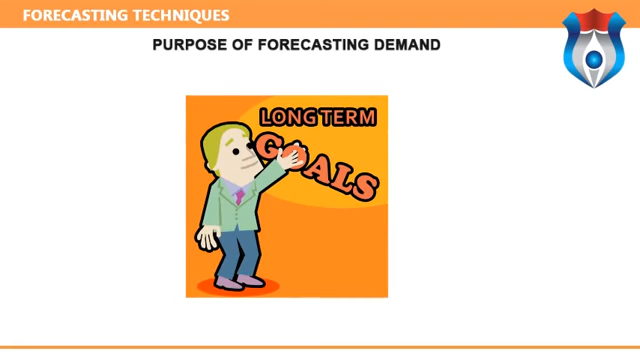 FORECASTING TECHNIQUES
PURPOSE OF FORECASTING DEMAND
LONG TERM
GOALS